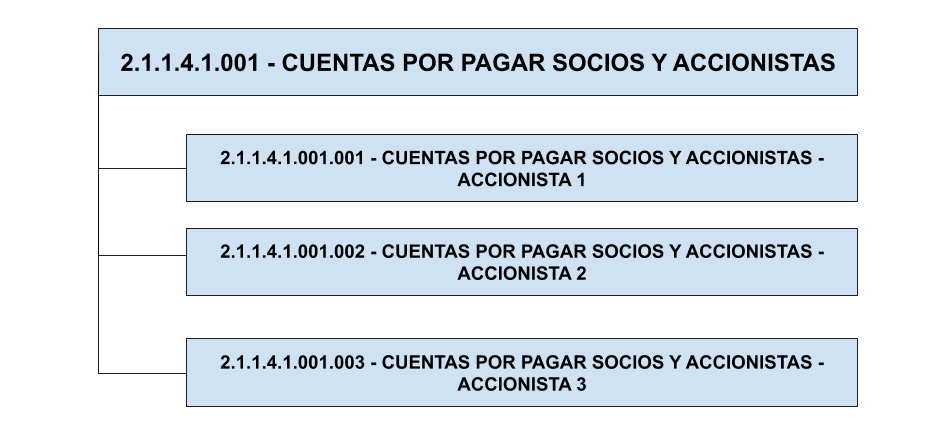 2.1.1.4.1.001 - CUENTAS POR PAGAR SOCIOS Y ACCIONISTAS
2.1.1.4.1.001.001 - CUENTAS POR PAGAR SOCIOS Y ACCIONISTAS -
ACCIONISTA 1
2.1.1.4.1.001.002 - CUENTAS POR PAGAR SOCIOS Y ACCIONISTAS -
ACCIONISTA 2
2.1.1.4.1.001.003 - CUENTAS POR PAGAR SOCIOS Y ACCIONISTAS -
ACCIONISTA 3